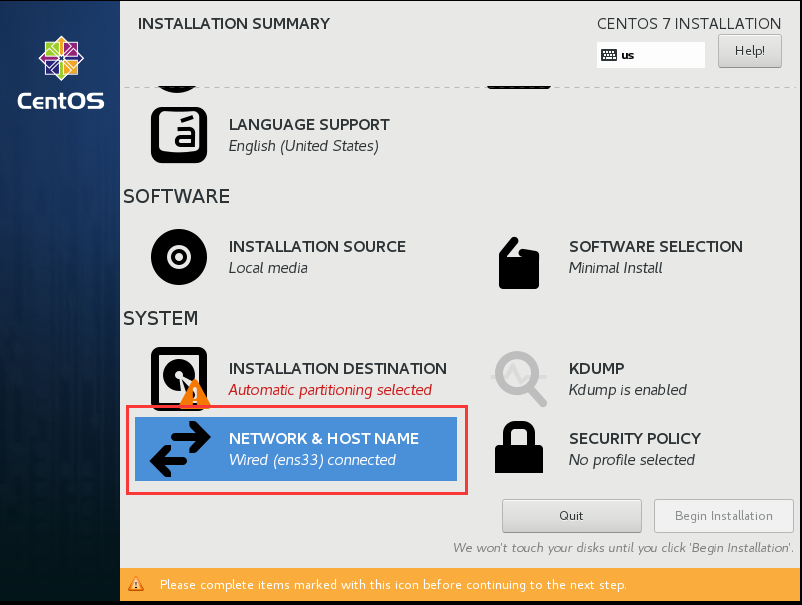 INSTALLATION SUMMARY
CENTOS 7 INSTALLATION
us
Help!
CentOS
á
LANGUAGE SUPPORT
English (United States)
SOFTWARE
INSTALLATION SOURCE
Local media
SOFTWARE SELECTION
Minimal Install
SYSTEM
INSTALLATION DESTINATION
Automatic partitioning selected
KDUMP
Kdump is enabled
NETWORK & HOST NAME
Wired (ens33) connected
SECURITY POLICY
No profile selected
Quit
Begin Installation
We won't touch your disks until you click 'Begin Installation'.
Please complete items marked with this icon before continuing to the next step.